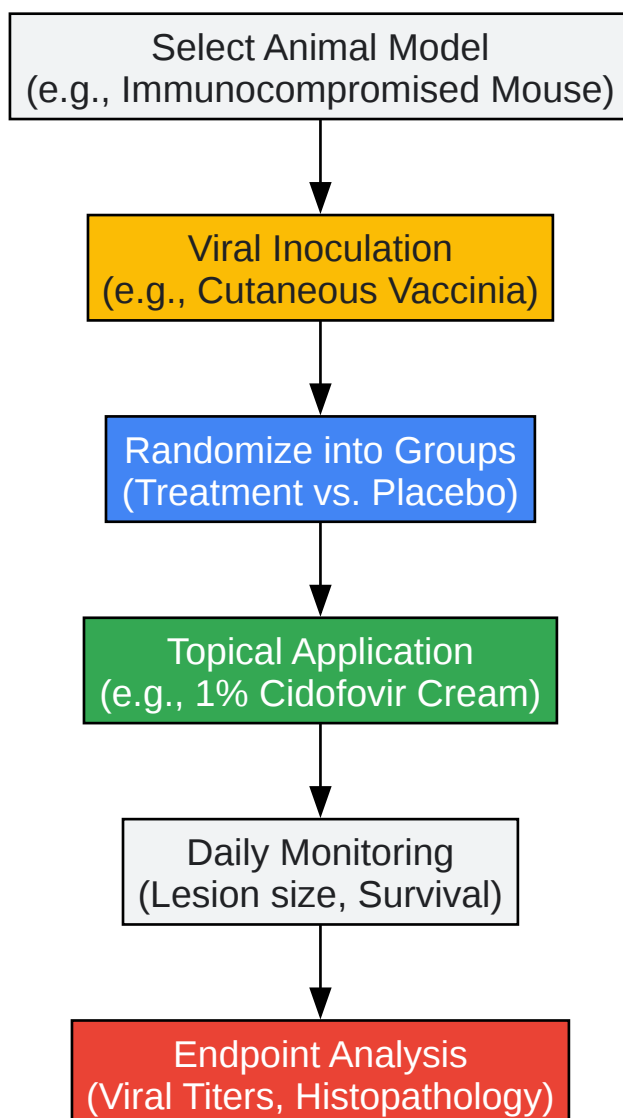 Select Animal Model
(e.g., Immunocompromised Mouse)
Viral Inoculation
(e.g., Cutaneous Vaccinia)
Randomize into Groups
(Treatment vs. Placebo)
Topical Application
(e.g., 1% Cidofovir Cream)
Daily Monitoring
(Lesion size, Survival)
Endpoint Analysis
(Viral Titers, Histopathology)